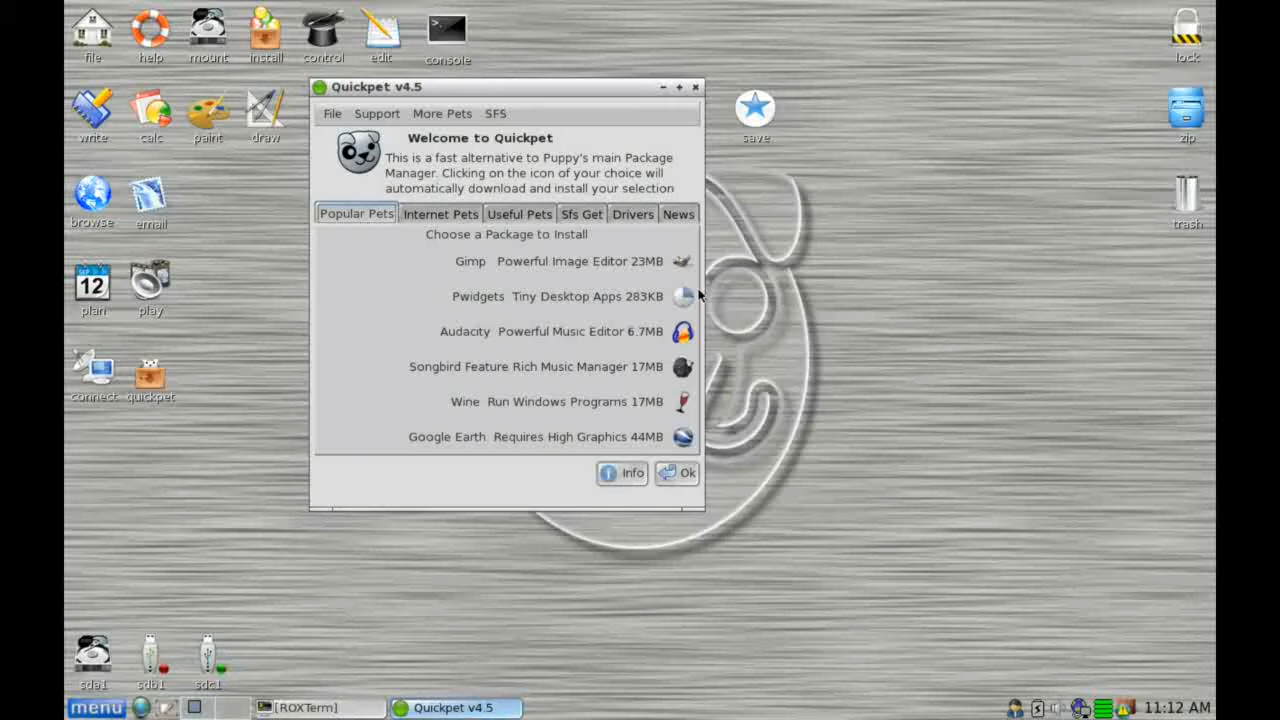 file help mount install control edit console lock
Quickpet v4.5
File Support More Pets SFS
Welcome to Quickpet
This is a fast alternative to Puppy's main Package
Manager. Clicking on the icon of your choice will
automatically download and install your selection
write calc paint draw save zip
Popular Pets Internet Pets Useful Pets Sfs Get Drivers News
browse email trash
Choose a Package to Install
Gimp Powerful Image Editor 23MB
SEP 12
plan play
Pwidgets Tiny Desktop Apps 283KB
Audacity Powerful Music Editor 6.7MB
Songbird Feature Rich Music Manager 17MB
connect quickpet
Wine Run Windows Programs 17MB
Google Earth Requires High Graphics 44MB
Info Ok
sda1 sdb1 sdc1
menu [ROXTerm] Quickpet v4.5 11:12 AM